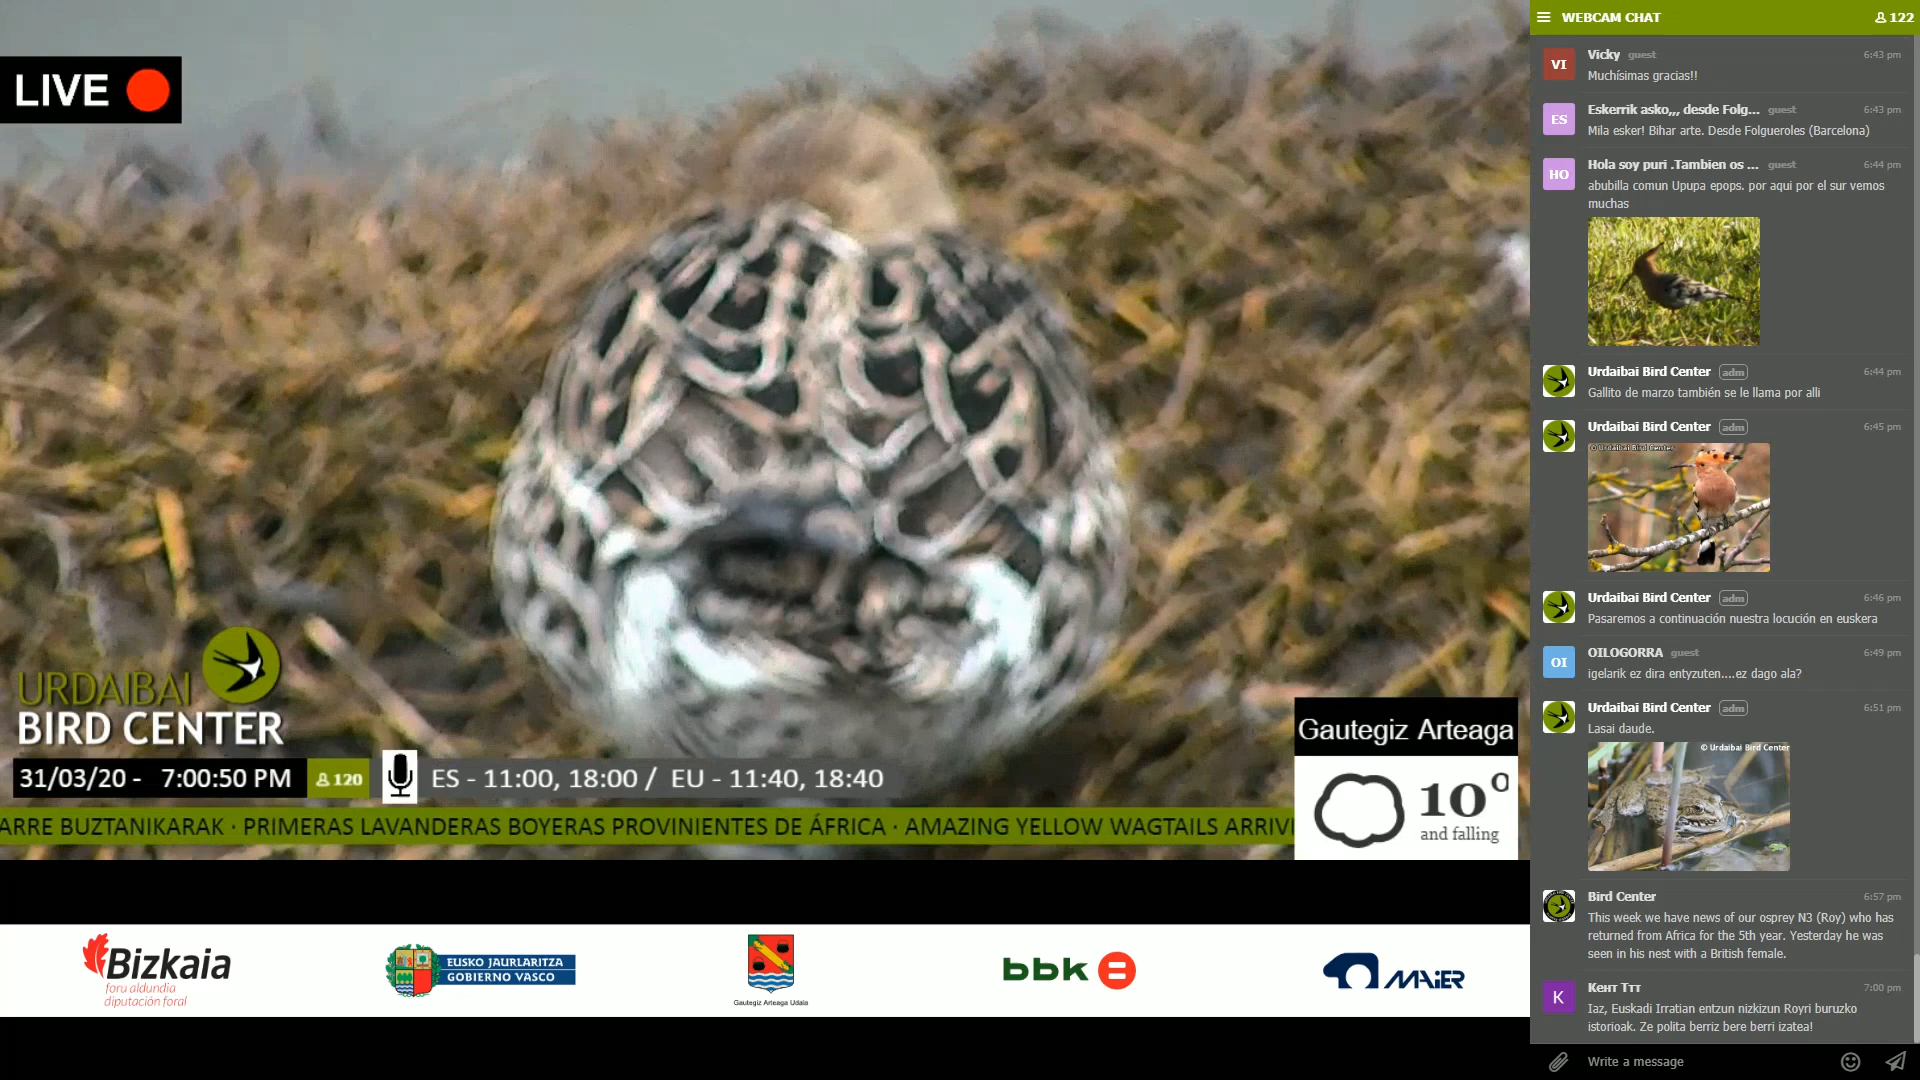 LIVE
URDAIBAI
BIRD CENTER
31/03/20 - 7:00:50 PM
120
ES - 11:00, 18:00 / EU - 11:40, 18:40
ARRE BUZTANIKARAK · PRIMERAS LAVANDERAS BOYERAS PROVINIENTES DE ÁFRICA · AMAZING YELLOW WAGTAILS ARRIVI
Gautegiz Arteaga
10°
and falling
Bizkaia
foru aldundia
diputación foral
EUSKO JAURLARITZA
GOBIERNO VASCO
Gautegiz Arteaga Udala
bbk
MAIER
WEBCAM CHAT
122
VI
Vicky guest 6:43 pm
Muchísimas gracias!!
ES
Eskerrik asko,,, desde Folg... guest 6:43 pm
Mila esker! Bihar arte. Desde Folgueroles (Barcelona)
HO
Hola soy puri .Tambien os ... guest 6:44 pm
abubilla comun Upupa epops. por aqui por el sur vemos
muchas
Urdaibai Bird Center adm 6:44 pm
Gallito de marzo también se le llama por alli
Urdaibai Bird Center adm 6:45 pm
© Urdaibai Bird Center
Urdaibai Bird Center adm 6:46 pm
Pasaremos a continuación nuestra locución en euskera
OI
OILOGORRA guest 6:49 pm
igelarik ez dira entyzuten....ez dago ala?
Urdaibai Bird Center adm 6:51 pm
Lasai daude.
© Urdaibai Bird Center
Bird Center 6:57 pm
This week we have news of our osprey N3 (Roy) who has
returned from Africa for the 5th year. Yesterday he was
seen in his nest with a British female.
K
Кент Ттт 7:00 pm
Iaz, Euskadi Irratian entzun nizkizun Royri buruzko
istorioak. Ze polita berriz bere berri izatea!
Write a message